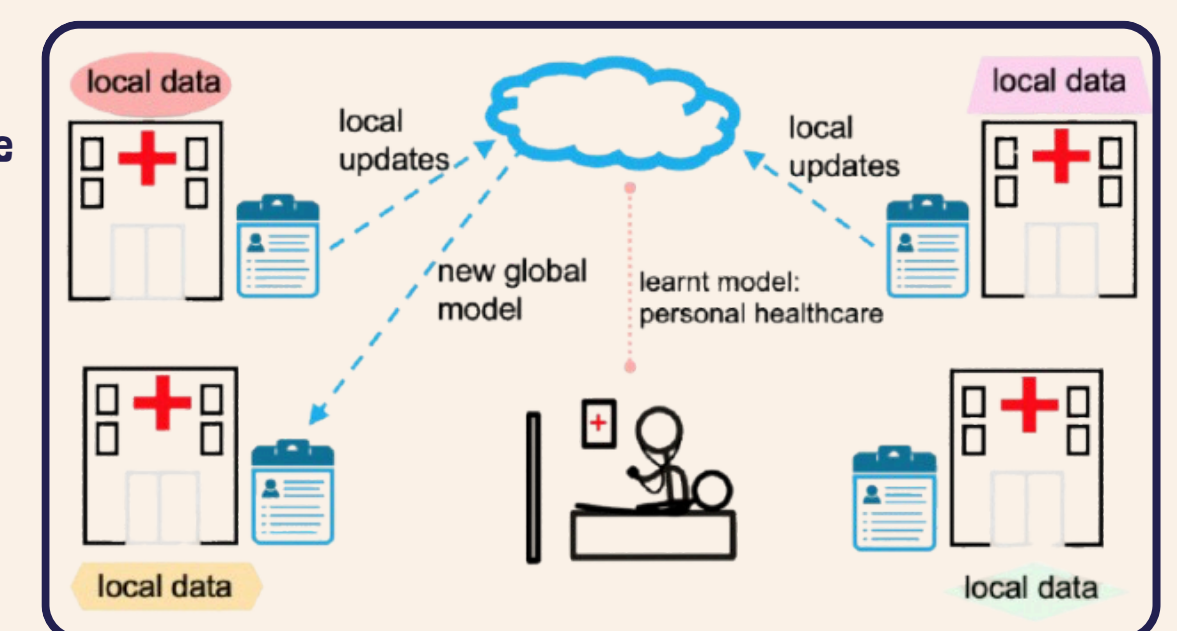 local data
local data
local
updates
local
updates
e
new global
model
learnt model:
personal healthcare
local data
local data